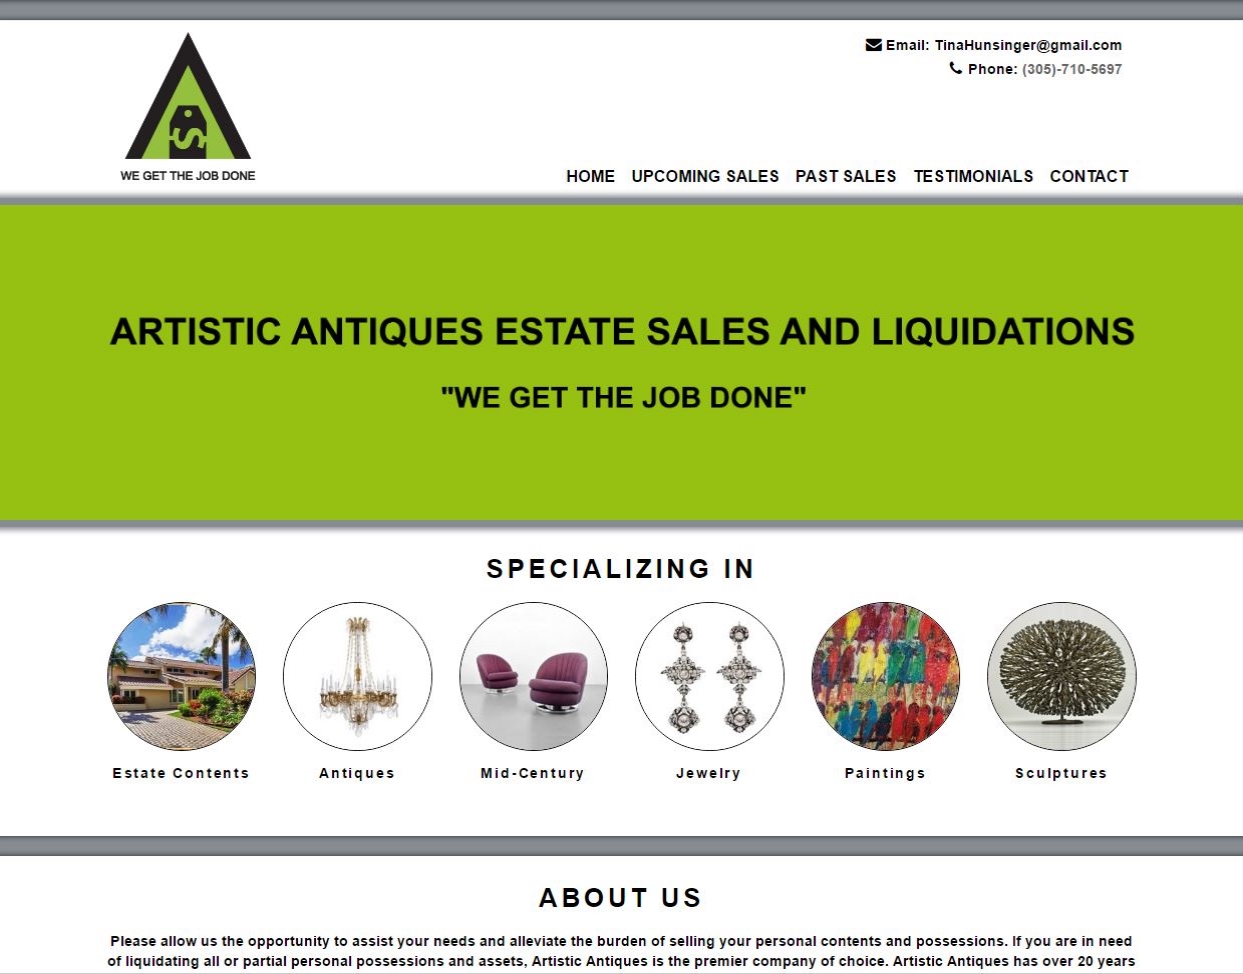 Email: TinaHunsinger@gmail.com
Phone: (305)-710-5697
S
WE GET THE JOB DONE
HOME UPCOMING SALES PAST SALES TESTIMONIALS CONTACT
ARTISTIC ANTIQUES ESTATE SALES AND LIQUIDATIONS
"WE GET THE JOB DONE"
SPECIALIZING IN
Estate Contents Antiques Mid-Century Jewelry Paintings Sculptures
ABOUT US
Please allow us the opportunity to assist your needs and alleviate the burden of selling your personal contents and possessions. If you are in need
of liquidating all or partial personal possessions and assets, Artistic Antiques is the premier company of choice. Artistic Antiques has over 20 years